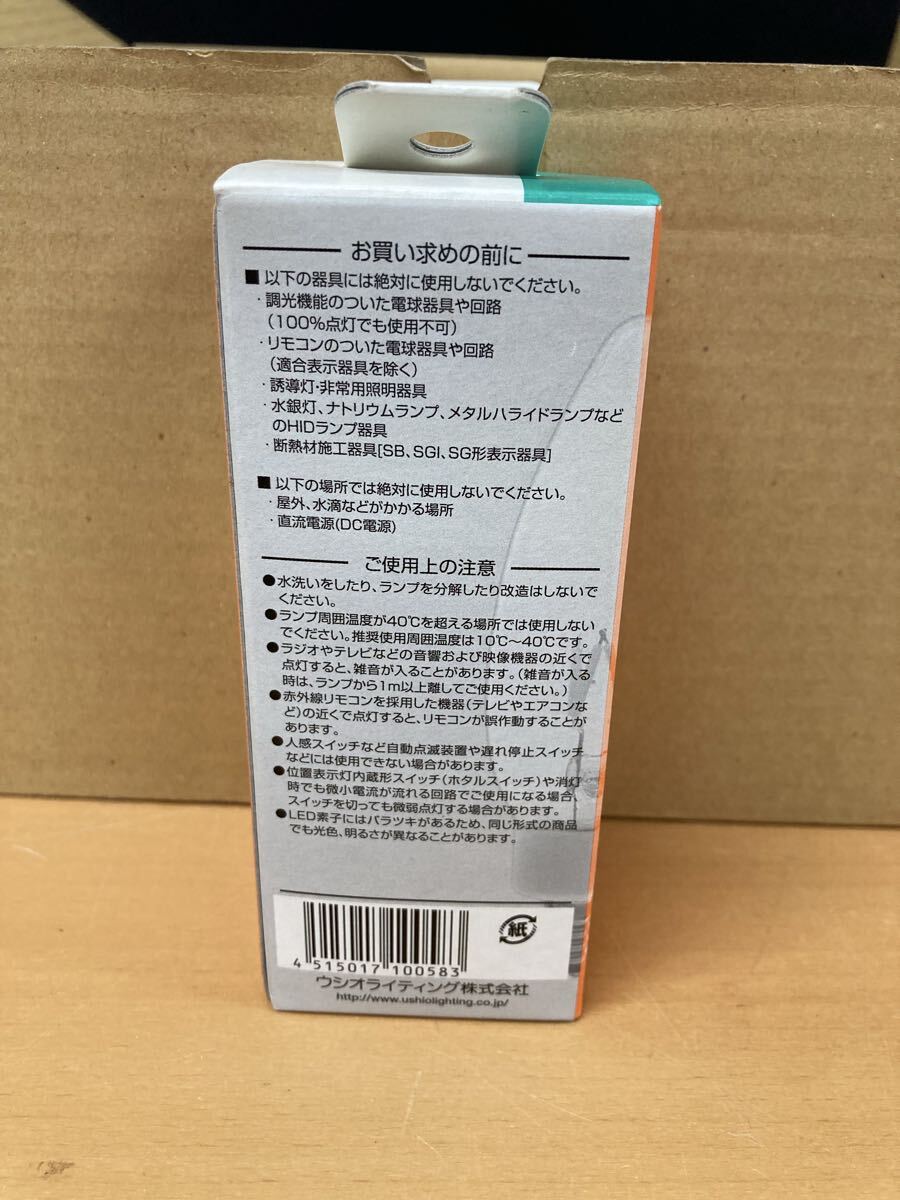 お買い求めの前に
■以下の器具には絶対に使用しないでください。
・調光機能のついた電球器具や回路
(100%点灯でも使用不可)
・リモコンのついた電球器具や回路
(適合表示器具を除く)
・誘導灯・非常用照明器具
・水銀灯、ナトリウムランプ、メタルハライドランプなど
のHIDランプ器具
・断熱材施工器具[SB、SGI、SG形表示器具]
■以下の場所では絶対に使用しないでください。
・屋外、水滴などがかかる場所
・直流電源(DC電源)
ご使用上の注意
●水洗いをしたり、ランプを分解したり改造はしないで
ください。
●ランプ周囲温度が40℃を超える場所では使用しない
でください。推奨使用周囲温度は10℃〜40℃です。
●ラジオやテレビなどの音響および映像機器の近くで
点灯すると、雑音が入ることがあります。(雑音が入る
時は、ランプから1m以上離してご使用ください。)
●赤外線リモコンを採用した機器(テレビやエアコンな
ど)の近くで点灯すると、リモコンが誤作動することが
あります。
●人感スイッチなど自動点滅装置や遅れ停止スイッチ
などには使用できない場合があります。
●位置表示灯内蔵形スイッチ(ホタルスイッチ)や消灯
時でも微小電流が流れる回路でご使用になる場合、
スイッチを切っても微弱点灯する場合があります。
●LED素子にはバラツキがあるため、同じ形式の商品
でも光色、明るさが異なることがあります。
紙
4 515017 100583
ウシオライティング株式会社
http://www.ushiolighting.co.jp/